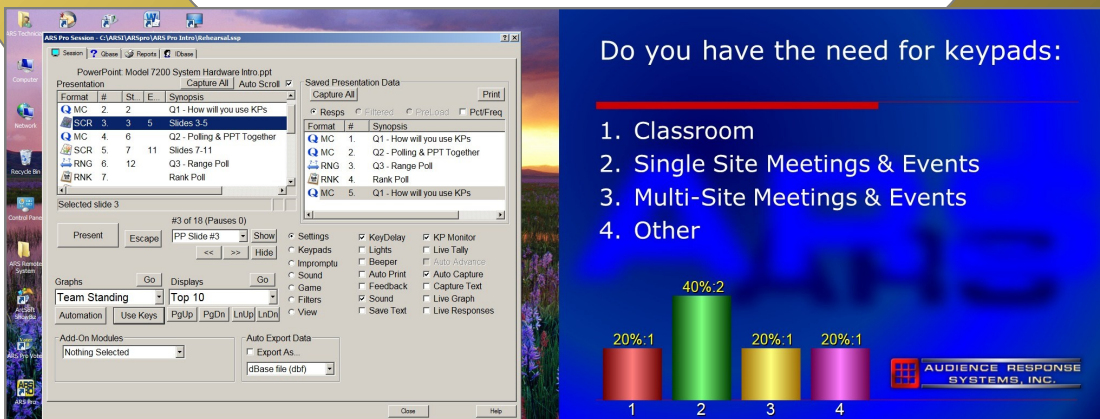 ARS Technician
Computer
Network
Recycle Bin
Control Pane
ARS Remote
System
ArcSoft
ShowBiz
ARS Pro Vote
ARS Pro
ARS Pro Session - C:\ARSI\ARSpro\ARS Pro Intro\Rehearsal.ssp
Session Qbase Reports IDbase
PowerPoint: Model 7200 System Hardware Intro.ppt
Presentation Capture All Auto Scroll
Format # St... E... Synopsis
Q MC 2. 2 Q1 - How will you use KPs
SCR 3. 3 5 Slides 3-5
Q MC 4. 6 Q2 - Polling & PPT Together
SCR 5. 7 11 Slides 7-11
RNG 6. 12 Q3 - Range Poll
RNK 7. Rank Poll
Selected slide 3
Saved Presentation Data
Capture All Print
Resps Filtered PreLoad Pct/Freq
Format # Synopsis
Q MC 1. Q1 - How will you use KPs
Q MC 2. Q2 - Polling & PPT Together
RNG 3. Q3 - Range Poll
RNK 4. Rank Poll
Q MC 5. Q1 - How will you use KPs
#3 of 18 (Pauses 0)
Present Escape PP Slide #3 Show
<< >> Hide
Graphs Go Displays Go
Team Standing Top 10
Automation Use Keys PgUp PgDn LnUp LnDn
Settings
Keypads
Impromptu
Sound
Game
Filters
View
KeyDelay
Lights
Beeper
Auto Print
Feedback
Sound
Save Text
KP Monitor
Live Tally
Auto Advance
Auto Capture
Capture Text
Live Graph
Live Responses
Add-On Modules
Nothing Selected
Auto Export Data
Export As...
dBase file (dbf)
Close Help
Do you have the need for keypads:
1. Classroom
2. Single Site Meetings & Events
3. Multi-Site Meetings & Events
4. Other
20%:1 40%:2 20%:1 20%:1
1 2 3 4
AUDIENCE RESPONSE
SYSTEMS, INC.